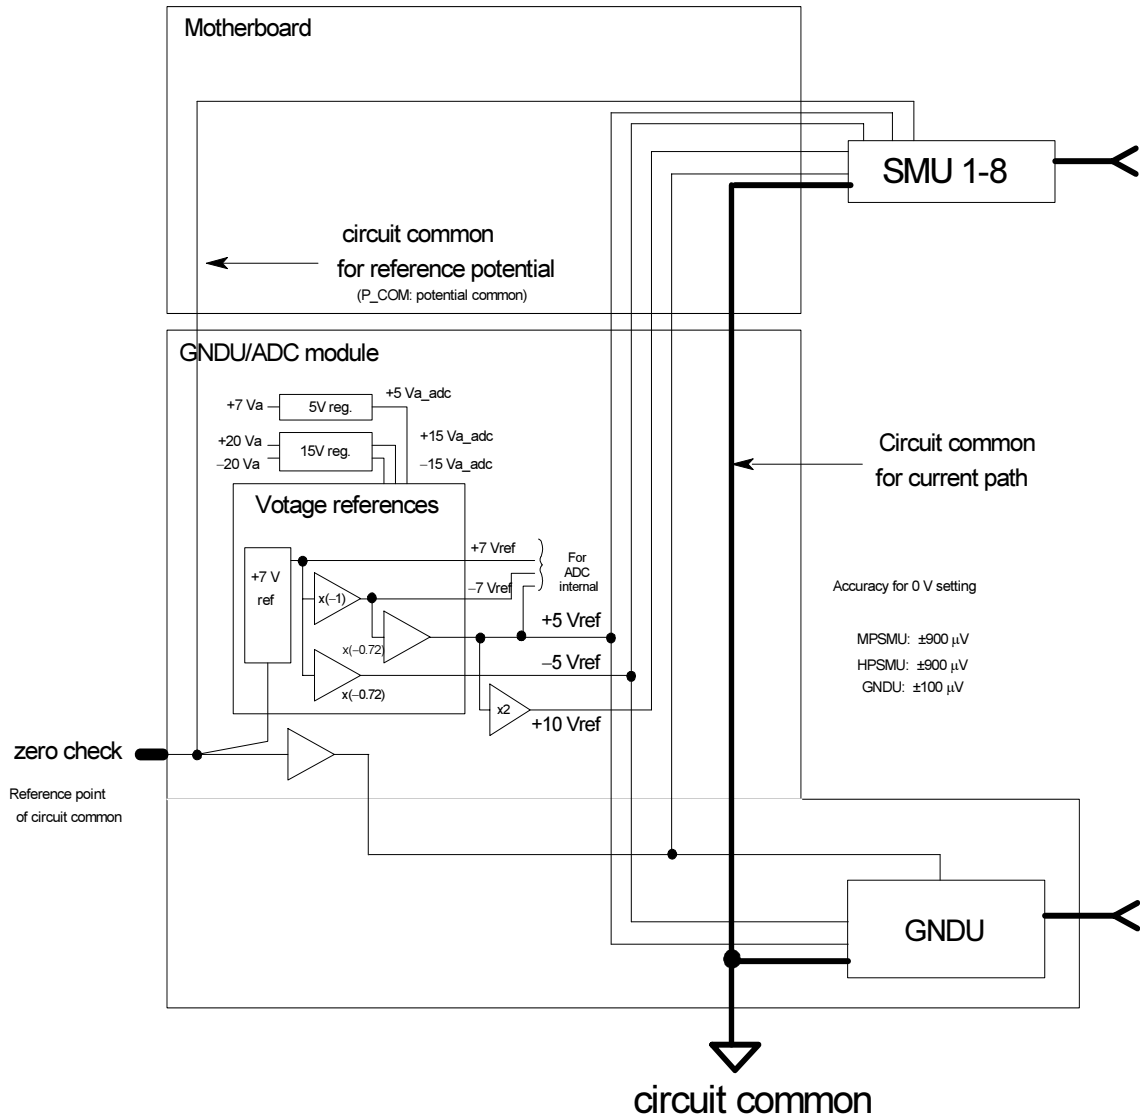 Motherboard
SMU 1-8
circuit common
for reference potential
(P_COM: potential common)
GNDU/ADC module
+7 Va
5V reg.
+5 Va_adc
+20 Va
−20 Va
15V reg.
+15 Va_adc
−15 Va_adc
Circuit common
for current path
Votage references
+7 V
ref
+7 Vref
−7 Vref
For
ADC
internal
x(−1)
x(−0.72)
x(−0.72)
+5 Vref
−5 Vref
x2
+10 Vref
Accuracy for 0 V setting
MPSMU: ±900 μV
HPSMU: ±900 μV
GNDU: ±100 μV
zero check
Reference point
of circuit common
GNDU
circuit common